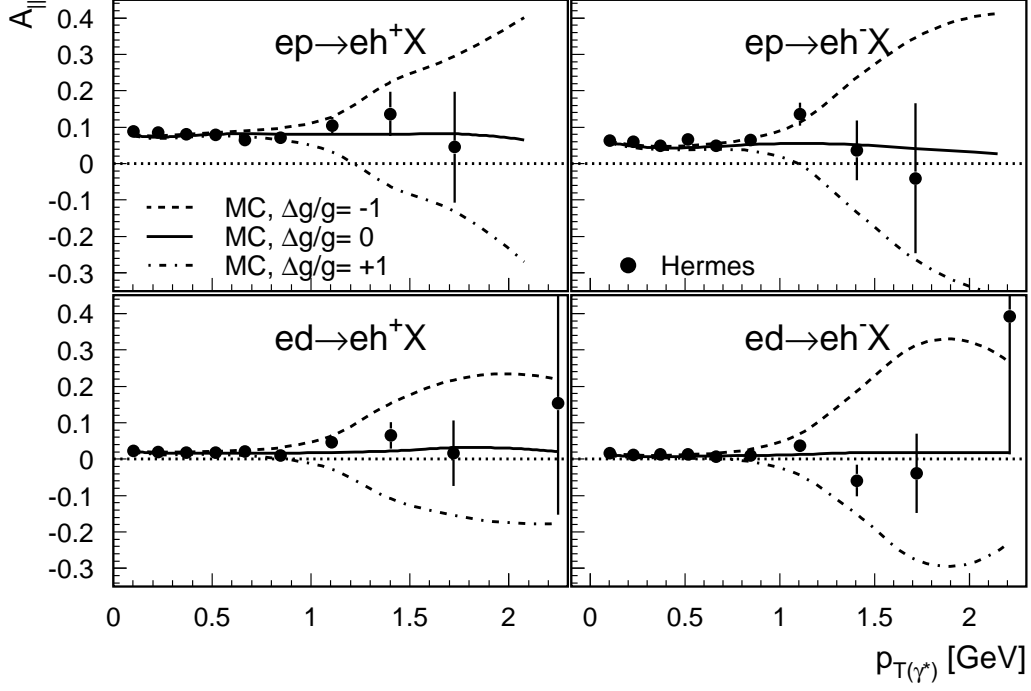 A||
0.4
0.3
0.2
0.1
0
-0.1
-0.2
-0.3
ep→eh+X
MC, Δg/g= -1
MC, Δg/g= 0
MC, Δg/g= +1
ep→eh-X
Hermes
0.4
0.3
0.2
0.1
0
-0.1
-0.2
-0.3
ed→eh+X
ed→eh-X
0 0.5 1 1.5 2 0 0.5 1 1.5 2
pT(γ*) [GeV]